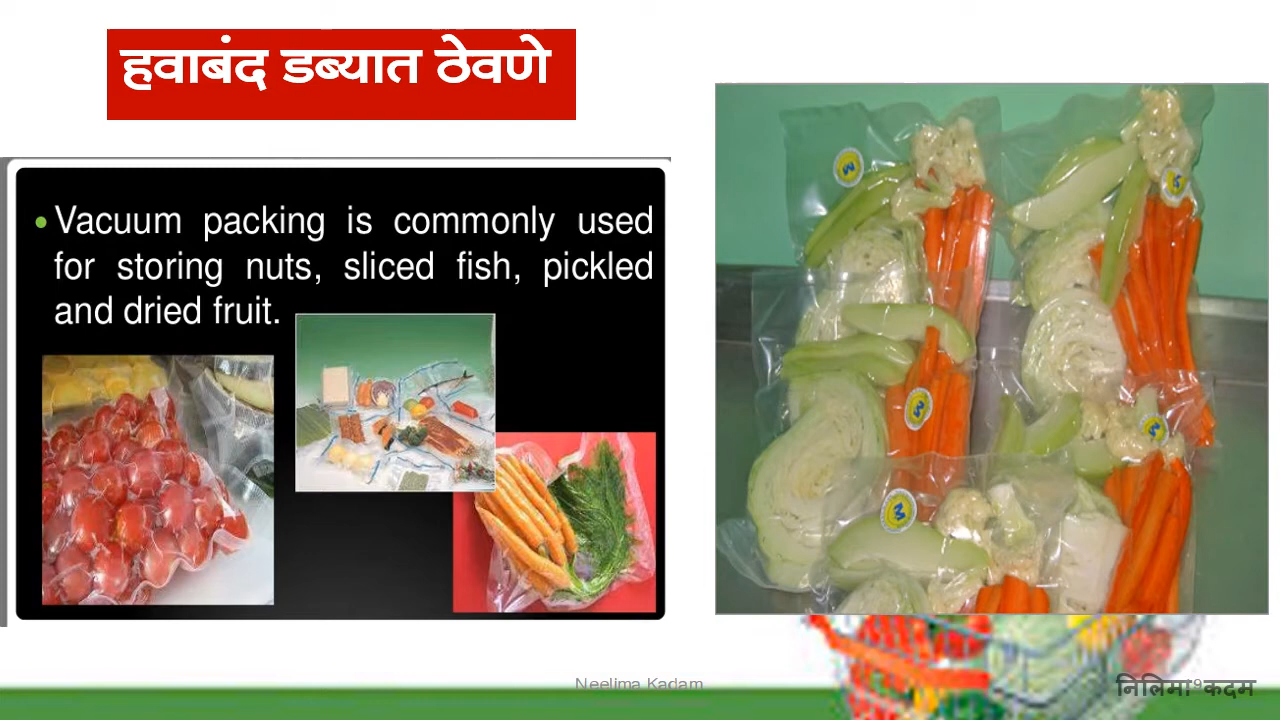 हवाबंद डब्यात ठेवणे
• Vacuum packing is commonly used
for storing nuts, sliced fish, pickled
and dried fruit.
M
M
M
M
Neelima Kadam
निलिमा कदम